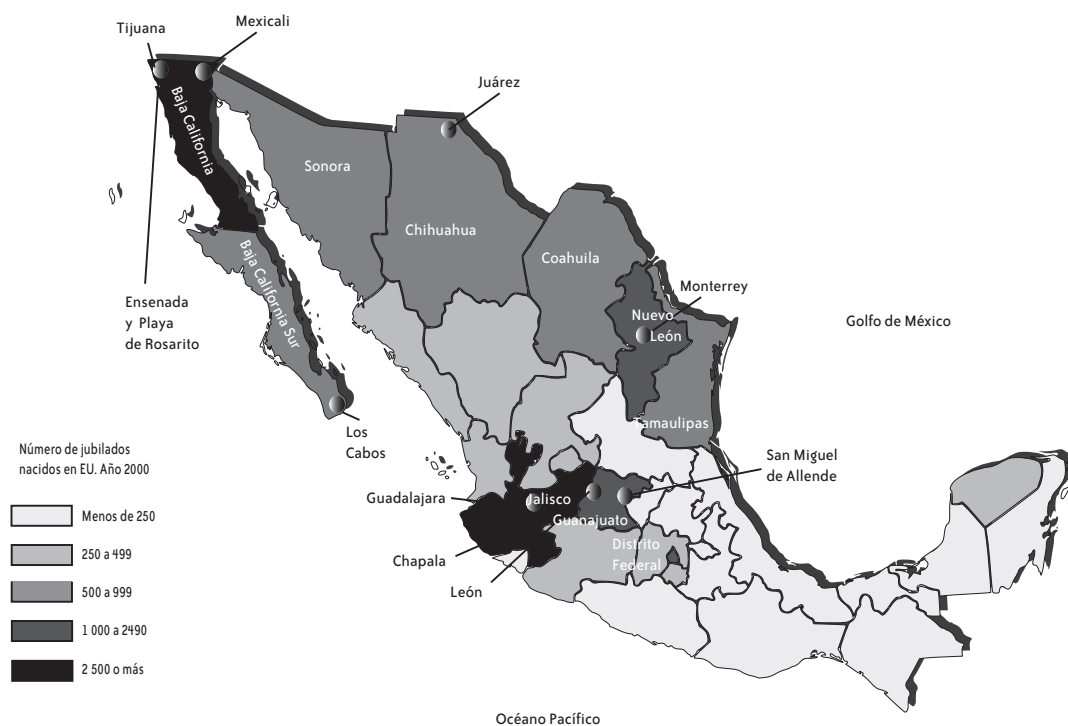 Tijuana
Mexicali
Juárez
Baja California
Sonora
Chihuahua
Coahuila
Baja California Sur
Ensenada
y Playa
de Rosarito
Monterrey
Nuevo
León
Golfo de México
Los
Cabos
Tamaulipas
Número de jubilados
nacidos en EU. Año 2000
San Miguel
de Allende
Guadalajara
Jalisco
Guanajuato
Menos de 250
Distrito
Federal
250 a 499
Chapala
León
500 a 999
1 000 a 2490
2 500 o más
Océano Pacífico